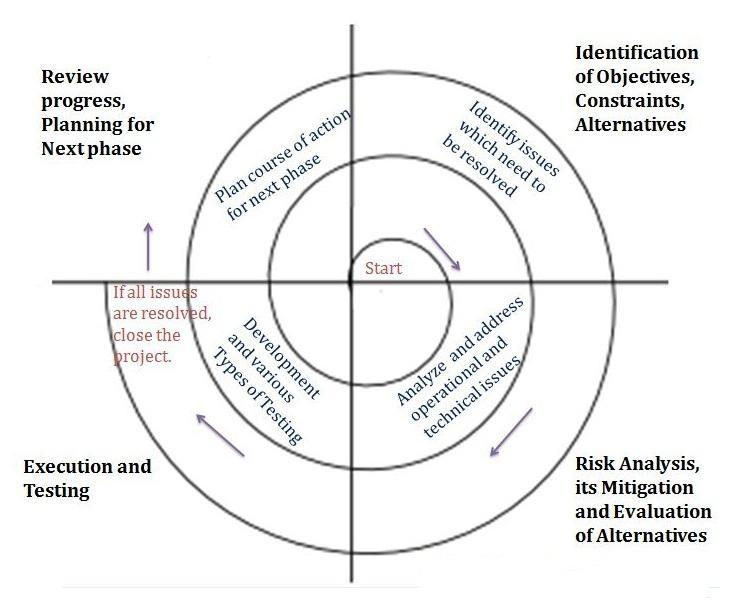 Review
progress,
Planning for
Next phase
Identification
of Objectives,
Constraints,
Alternatives
Plan course of action
for next phase
Identify issues
which need to
be resolved
Start
If all issues
are resolved,
close the
project.
Development
and various
Types of Testing
Analyze and address
operational and
technical issues
Execution and
Testing
Risk Analysis,
its Mitigation
and Evaluation
of Alternatives